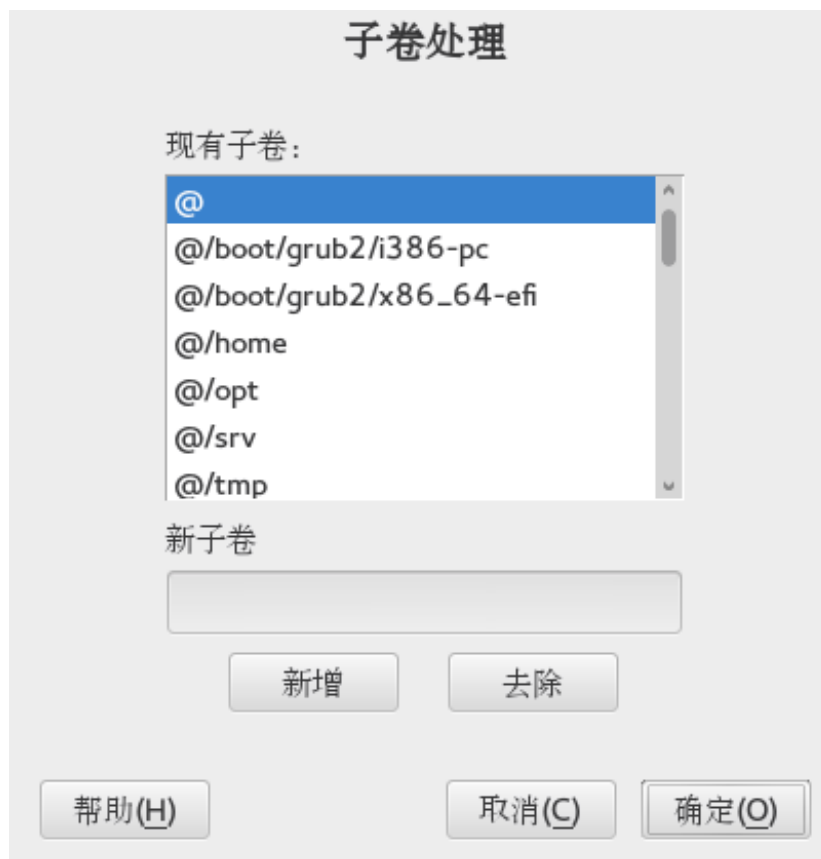 子卷处理
现有子卷:
@
@/boot/grub2/i386-pc
@/boot/grub2/x86_64-efi
@/home
@/opt
@/srv
@/tmp
新子卷
新增 去除
帮助(H) 取消(C) 确定(O)